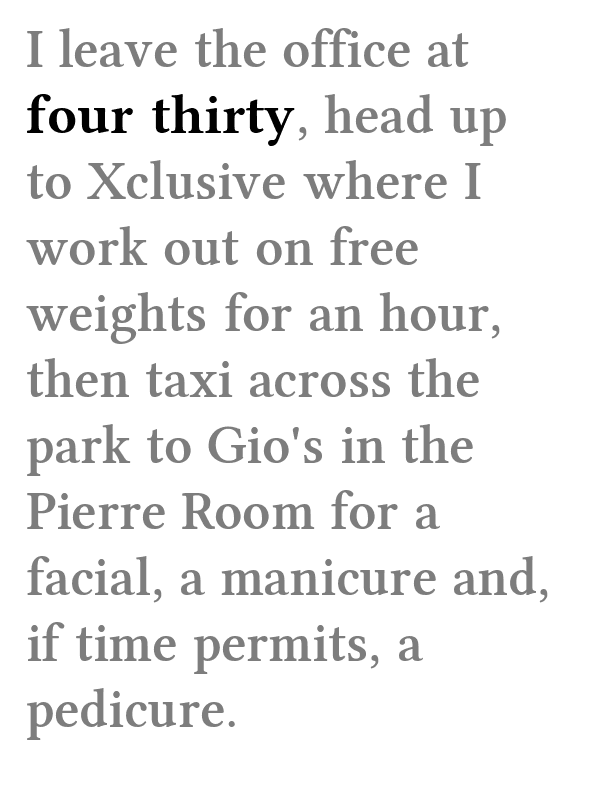 I leave the office at
four thirty, head up
to Xclusive where I
work out on free
weights for an hour,
then taxi across the
park to Gio's in the
Pierre Room for a
facial, a manicure and,
if time permits, a
pedicure.